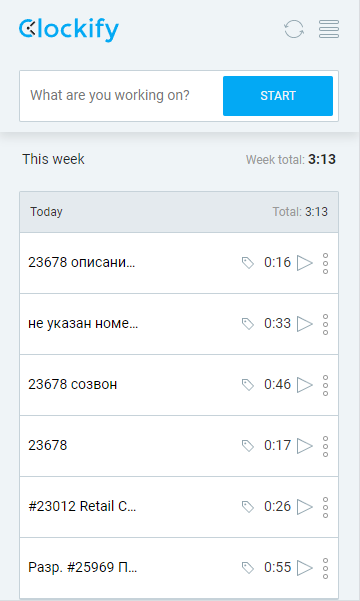 Clockify
What are you working on?
START
This week
Week total: 3:13
Today
Total: 3:13
23678 описани...
0:16
не указан номе...
0:33
23678 созвон
0:46
23678
0:17
#23012 Retail C...
0:26
Разр. #25969 П...
0:55